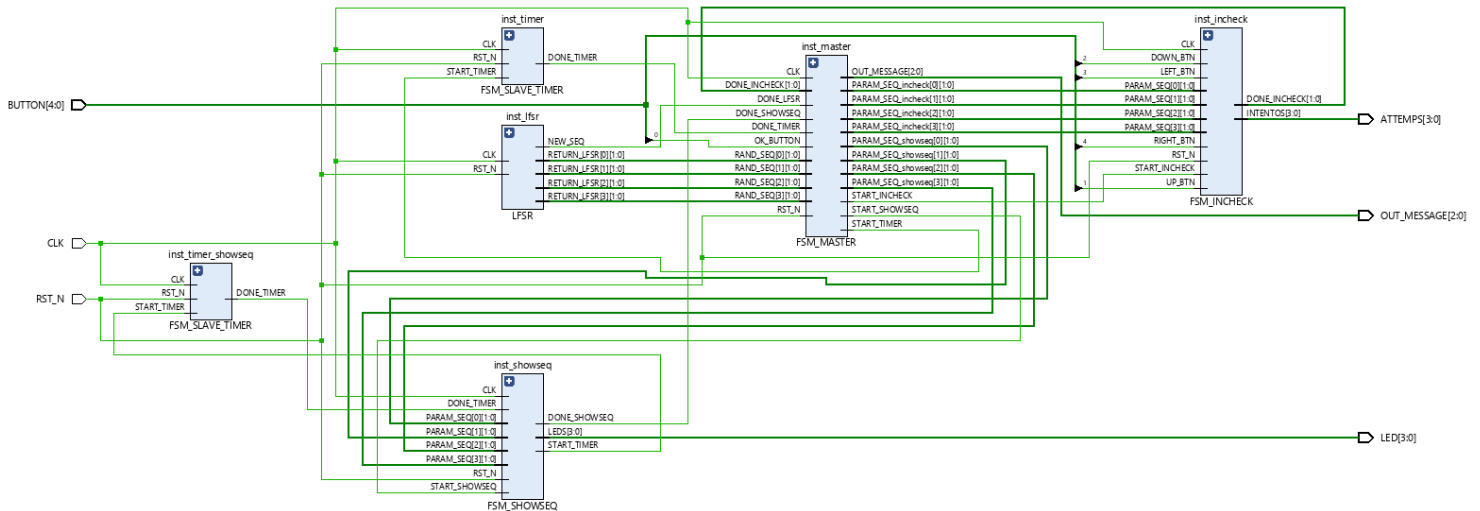 inst_timer
CLK
RST_N
START_TIMER
DONE_TIMER
FSM_SLAVE_TIMER
inst_master
CLK
DONE_INCHECK[1:0]
DONE_LFSR
DONE_SHOWSEQ
DONE_TIMER
OK_BUTTON
RAND_SEQ[0][1:0]
RAND_SEQ[1][1:0]
RAND_SEQ[2][1:0]
RAND_SEQ[3][1:0]
RST_N
OUT_MESSAGE[2:0]
PARAM_SEQ_incheck[0][1:0]
PARAM_SEQ_incheck[1][1:0]
PARAM_SEQ_incheck[2][1:0]
PARAM_SEQ_incheck[3][1:0]
PARAM_SEQ_showseq[0][1:0]
PARAM_SEQ_showseq[1][1:0]
PARAM_SEQ_showseq[2][1:0]
PARAM_SEQ_showseq[3][1:0]
START_INCHECK
START_SHOWSEQ
START_TIMER
FSM_MASTER
inst_incheck
CLK
DOWN_BTN
LEFT_BTN
PARAM_SEQ[0][1:0]
PARAM_SEQ[1][1:0]
PARAM_SEQ[2][1:0]
PARAM_SEQ[3][1:0]
RIGHT_BTN
RST_N
START_INCHECK
UP_BTN
2
3
4
1
DONE_INCHECK[1:0]
INTENTOS[3:0]
FSM_INCHECK
BUTTON[4:0]
0
inst_lfsr
CLK
RST_N
NEW_SEQ
RETURN_LFSR[0][1:0]
RETURN_LFSR[1][1:0]
RETURN_LFSR[2][1:0]
RETURN_LFSR[3][1:0]
LFSR
ATTEMPS[3:0]
OUT_MESSAGE[2:0]
CLK
RST_N
inst_timer_showseq
CLK
RST_N
START_TIMER
DONE_TIMER
FSM_SLAVE_TIMER
inst_showseq
CLK
DONE_TIMER
PARAM_SEQ[0][1:0]
PARAM_SEQ[1][1:0]
PARAM_SEQ[2][1:0]
PARAM_SEQ[3][1:0]
RST_N
START_SHOWSEQ
DONE_SHOWSEQ
LEDS[3:0]
START_TIMER
FSM_SHOWSEQ
LED[3:0]